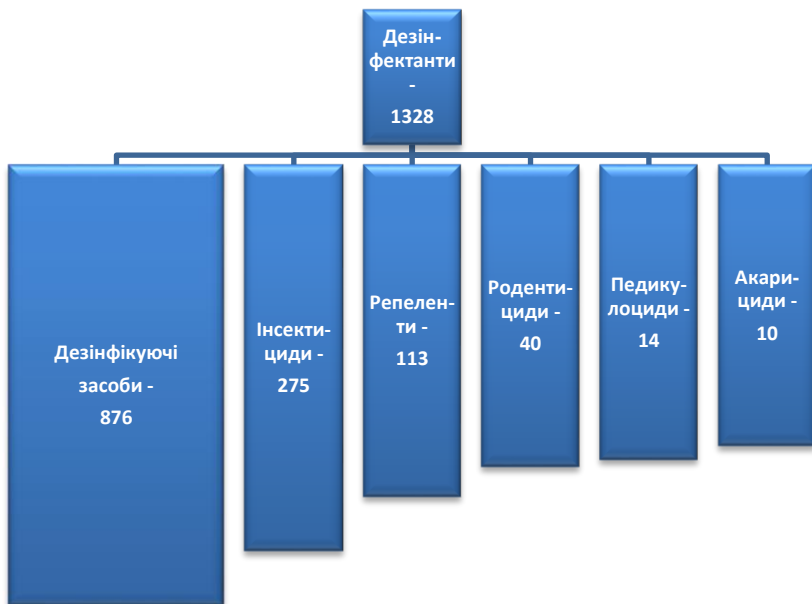 Дезін-
фектанти
-
1328
Дезінфікуючі
засоби -
876
Інсекти-
циди -
275
Репелен-
ти -
113
Роденти-
циди -
40
Педику-
лоциди -
14
Акари-
циди -
10